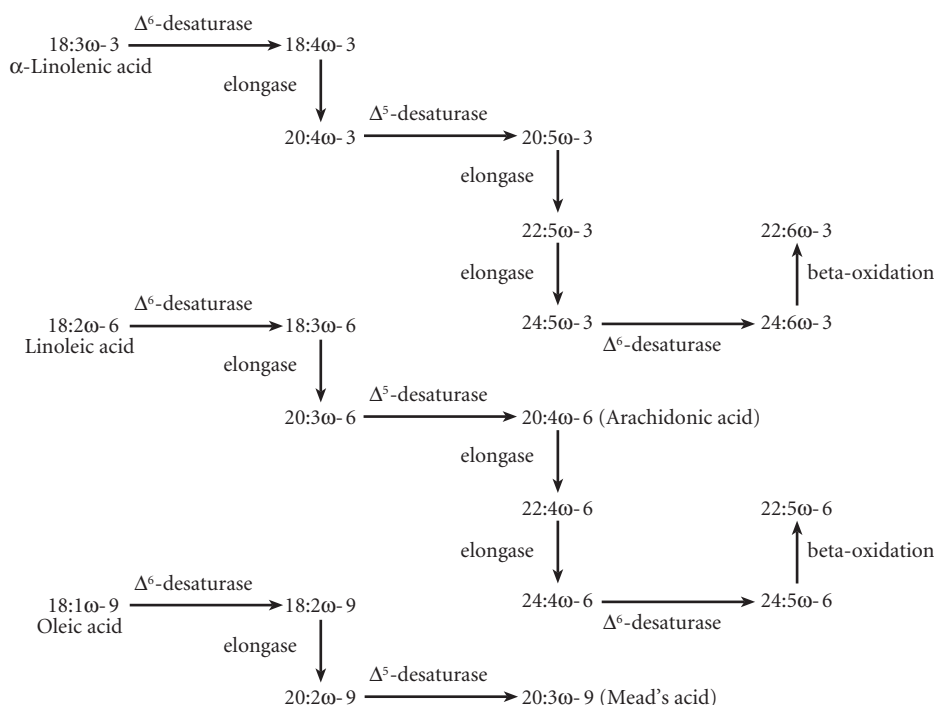 Δ⁶-desaturase
18:3ω-3 18:4ω-3
α-Linolenic acid
elongase
Δ⁵-desaturase
20:4ω-3 20:5ω-3
elongase
22:5ω-3 22:6ω-3
elongase beta-oxidation
Δ⁶-desaturase
18:2ω-6 18:3ω-6 24:5ω-3 24:6ω-3
Linoleic acid
Δ⁶-desaturase
elongase
Δ⁵-desaturase
20:3ω-6 20:4ω-6 (Arachidonic acid)
elongase
22:4ω-6 22:5ω-6
elongase beta-oxidation
Δ⁶-desaturase
18:1ω-9 18:2ω-9 24:4ω-6 24:5ω-6
Oleic acid
Δ⁶-desaturase
elongase
Δ⁵-desaturase
20:2ω-9 20:3ω-9 (Mead's acid)